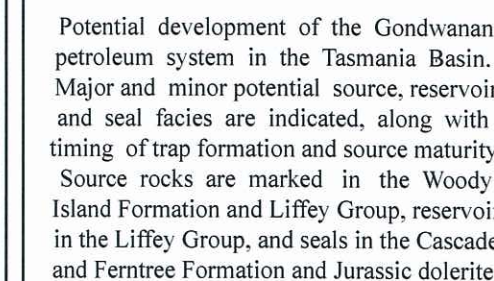 Potential development of the Gondwanan
petroleum system in the Tasmania Basin.
Major and minor potential source, reservoir
and seal facies are indicated, along with
timing of trap formation and source maturity
Source rocks are marked in the Woody
Island Formation and Liffey Group, reservoi
in the Liffey Group, and seals in the Cascade
and Ferntree Formation and Jurassic dolerite